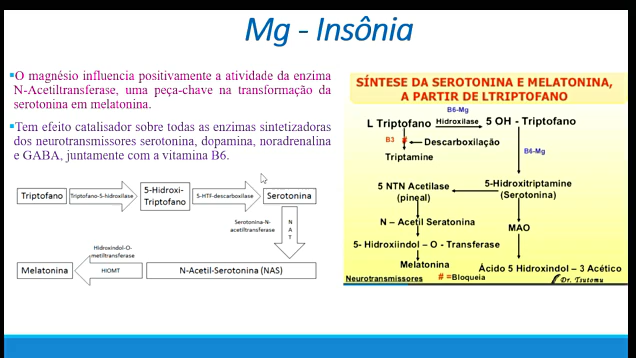 Mg - Insônia
▪O magnésio influencia positivamente a atividade da enzima
N-Acetiltransferase, uma peça-chave na transformação da
serotonina em melatonina.
▪Tem efeito catalisador sobre todas as enzimas sintetizadoras
dos neurotransmissores serotonina, dopamina, noradrenalina
e GABA, juntamente com a vitamina B6.
Triptofano
Triptofano-5-hidroxilase
5-Hidroxi-
Triptofano
5-HTF-descarboxilase
Serotonina
Serotonina-N-
acetiltransferase
N
A
T
Hidroxindol-O-
metiltransferase
Melatonina
HIOMT
N-Acetil-Serotonina (NAS)
SÍNTESE DA SEROTONINA E MELATONINA,
A PARTIR DE LTRIPTOFANO
B6-Mg
L Triptofano
Hidroxilase
5 OH - Triptofano
B3
#
Descarboxilação
B6-Mg
Triptamine
5 NTN Acetilase
(pineal)
5-Hidroxitriptamine
(Serotonina)
N – Acetil Seratonina
MAO
5- Hidroxiindol – O - Transferase
Melatonina
Ácido 5 Hidroxindol – 3 Acético
Neurotransmissores
# =Bloqueia
Dr. Tsutomu